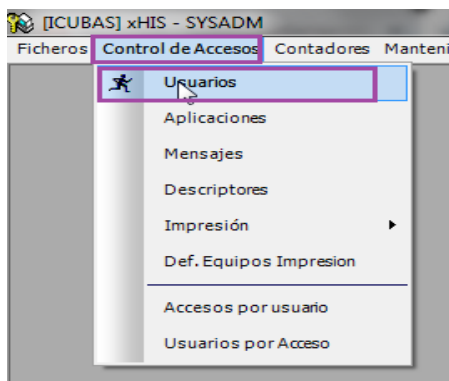 [ICUBAS] xHIS - SYSADM
Ficheros Control de Accesos Contadores Manteni
Usuarios
Aplicaciones
Mensajes
Descriptores
Impresión
Def. Equipos Impresion
Accesos por usuario
Usuarios por Acceso